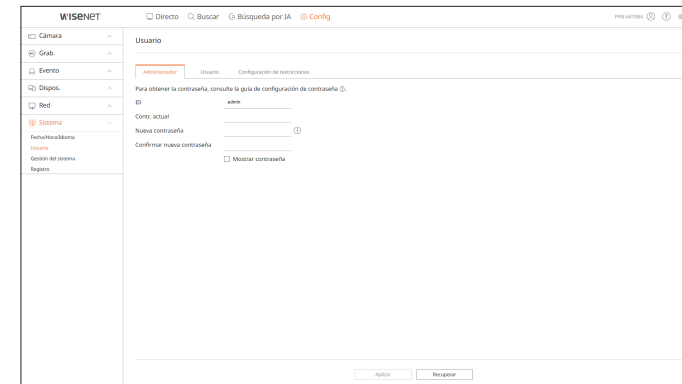 WISENET
Directo Buscar Búsqueda por IA Config.
PRN-6410B4
Cámara
Grab.
Evento
Dispos.
Red
Sistema
Fecha/Hora/Idioma
Usuario
Gestión del sistema
Registro
Usuario
Administrador Usuario Configuración de restricciones
Para obtener la contraseña, consulte la guía de configuración de contraseña
ID admin
Contr. actual
Nueva contraseña
Confirmar nueva contraseña
Mostrar contraseña
Aplicar Recuperar